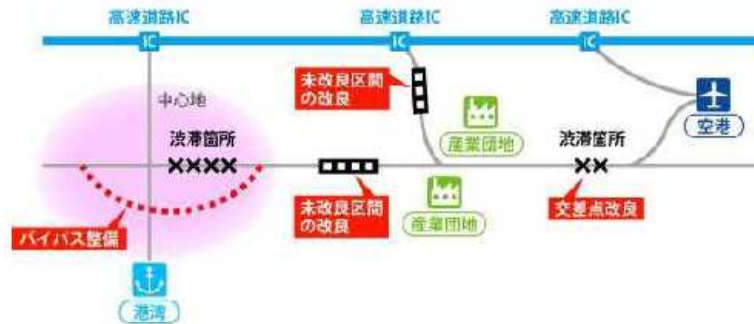 高速道路IC
高速道路IC
高速道路IC
IC
IC
IC
中心地
渋滞箇所
未改良区間
の改良
産業団地
空港
渋滞箇所
未改良区間
の改良
産業団地
交差点改良
バイパス整備
港湾